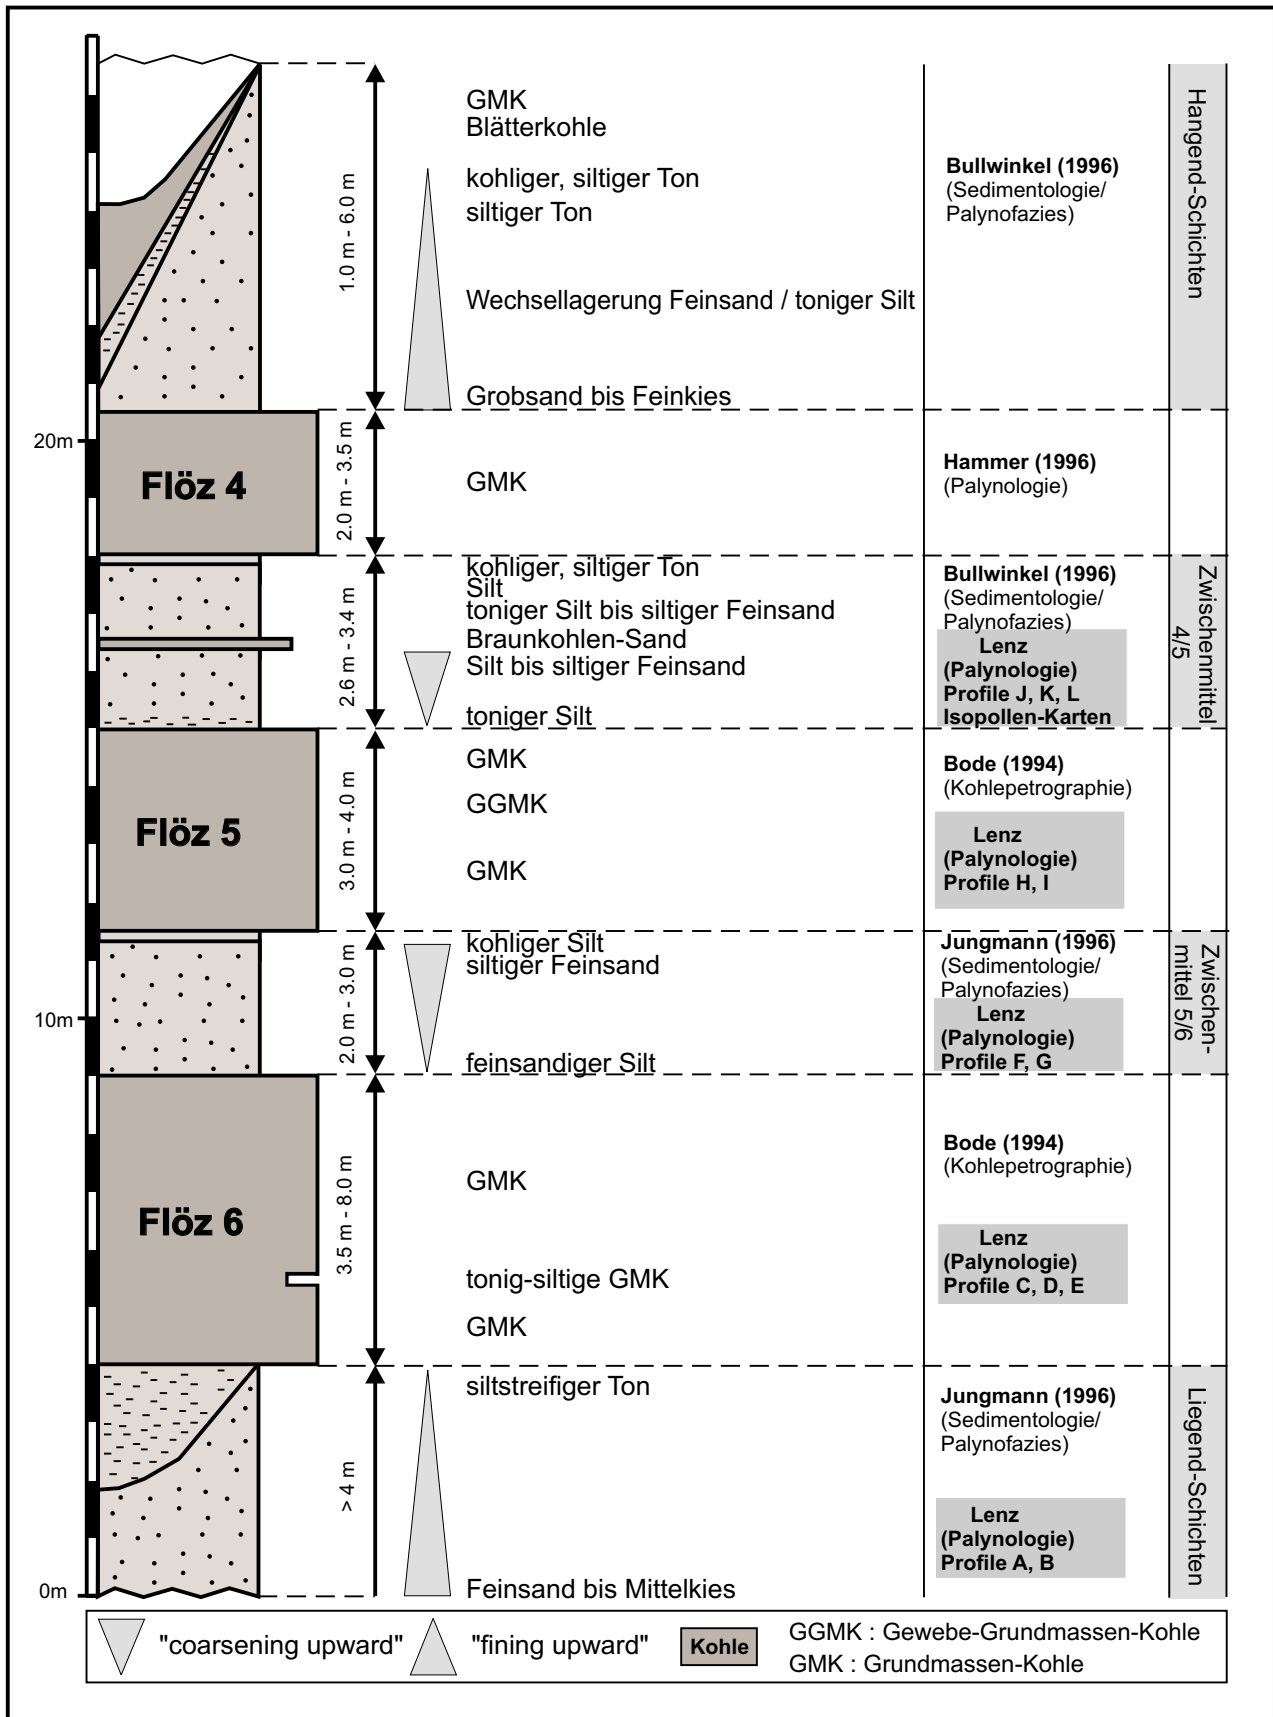 GMK
Blätterkohle
kohliger, siltiger Ton
siltiger Ton
Wechsellagerung Feinsand / toniger Silt
Grobsand bis Feinkies
1.0 m - 6.0 m
Bullwinkel (1996)
(Sedimentologie/
Palynofazies)
Hangend-Schichten
20m
Flöz 4
2.0 m - 3.5 m
GMK
Hammer (1996)
(Palynologie)
2.6 m - 3.4 m
kohliger, siltiger Ton
Silt
toniger Silt bis siltiger Feinsand
Braunkohlen-Sand
Silt bis siltiger Feinsand
toniger Silt
Bullwinkel (1996)
(Sedimentologie/
Palynofazies)
Lenz
(Palynologie)
Profile J, K, L
Isopollen-Karten
Zwischenmittel
4/5
Flöz 5
3.0 m - 4.0 m
GMK
GGMK
GMK
Bode (1994)
(Kohlepetrographie)
Lenz
(Palynologie)
Profile H, I
10m
2.0 m - 3.0 m
kohliger Silt
siltiger Feinsand
feinsandiger Silt
Jungmann (1996)
(Sedimentologie/
Palynofazies)
Lenz
(Palynologie)
Profile F, G
Zwischen-
mittel 5/6
Flöz 6
3.5 m - 8.0 m
GMK
tonig-siltige GMK
GMK
Bode (1994)
(Kohlepetrographie)
Lenz
(Palynologie)
Profile C, D, E
0m
> 4 m
siltstreifiger Ton
Feinsand bis Mittelkies
Jungmann (1996)
(Sedimentologie/
Palynofazies)
Lenz
(Palynologie)
Profile A, B
Liegend-Schichten
"coarsening upward"
"fining upward"
Kohle
GGMK : Gewebe-Grundmassen-Kohle
GMK : Grundmassen-Kohle